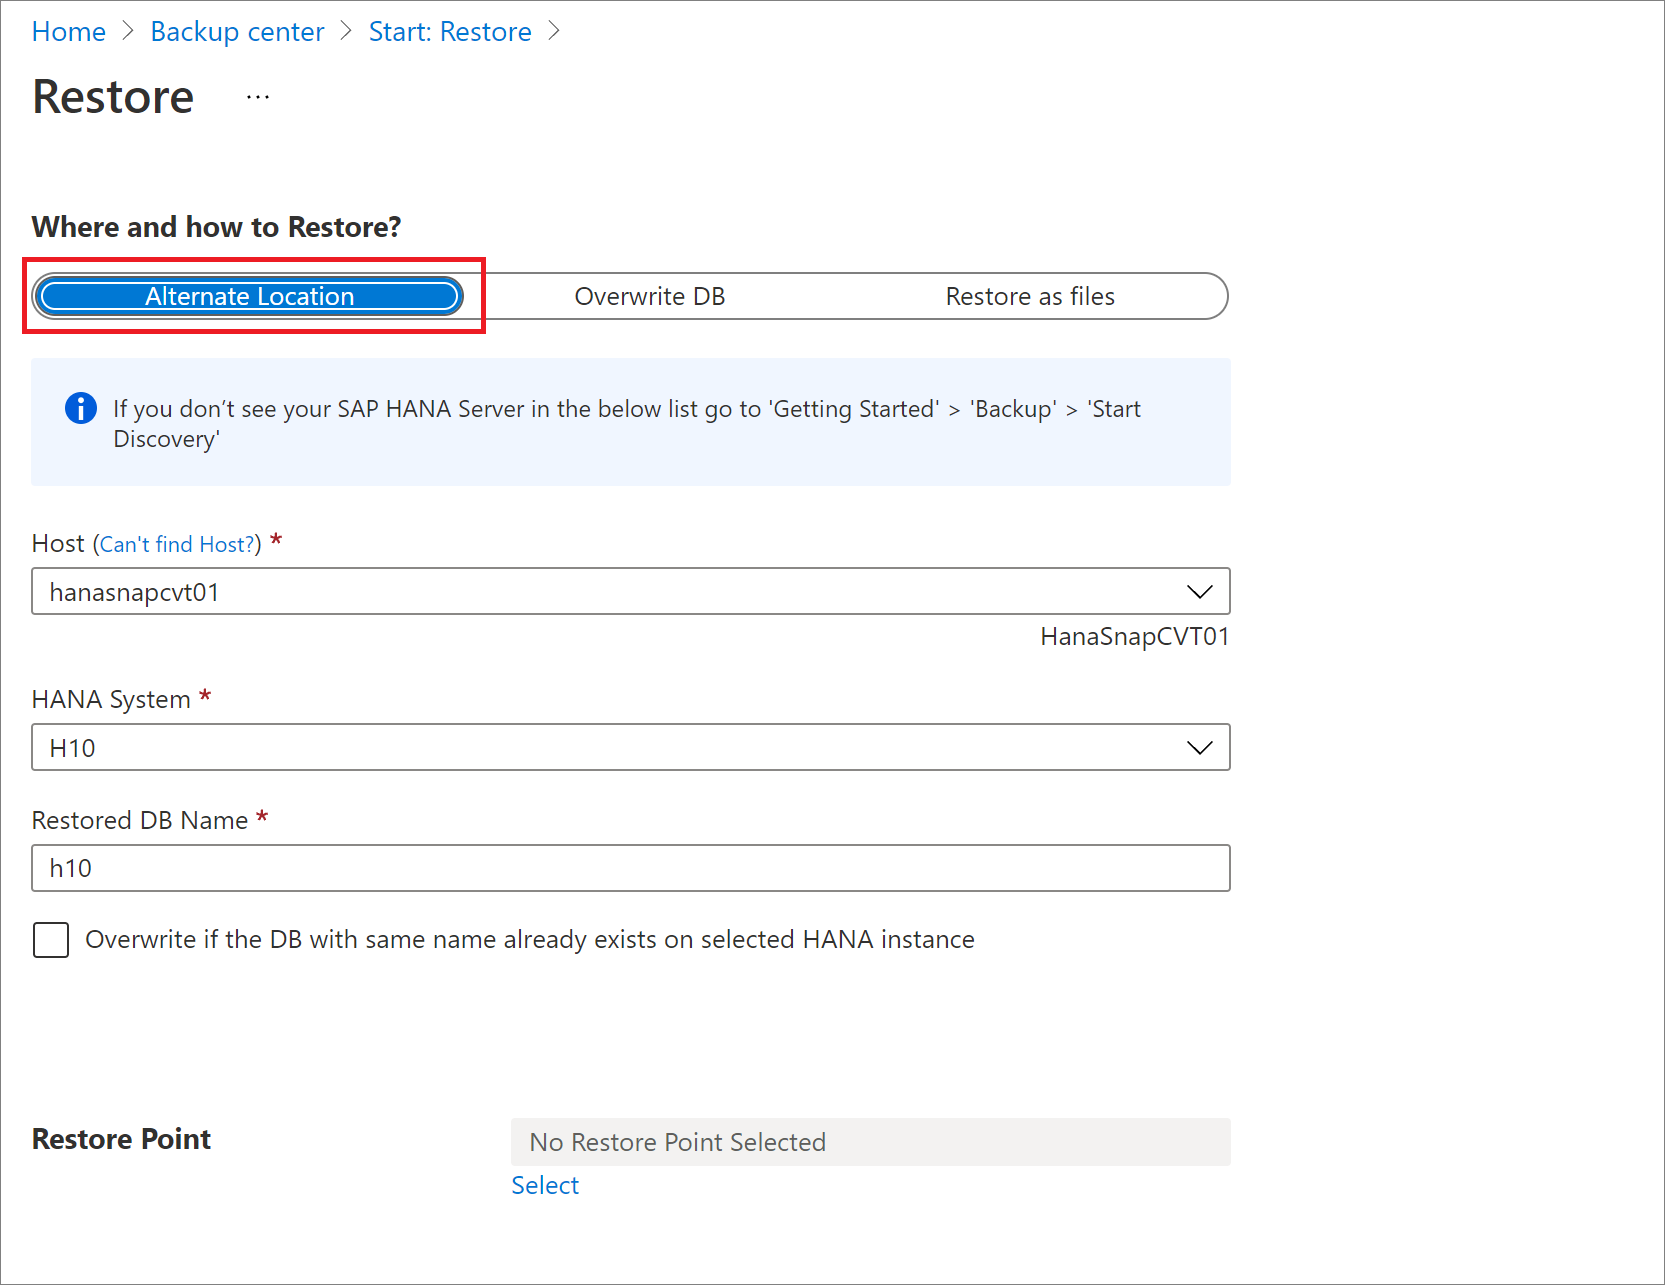 Home > Backup center > Start: Restore >
Restore ...
Where and how to Restore?
Alternate Location Overwrite DB Restore as files
If you don’t see your SAP HANA Server in the below list go to 'Getting Started' > 'Backup' > 'Start
Discovery'
Host (Can't find Host?) *
hanasnapcvt01
HanaSnapCVT01
HANA System *
H10
Restored DB Name *
h10
Overwrite if the DB with same name already exists on selected HANA instance
Restore Point No Restore Point Selected
Select